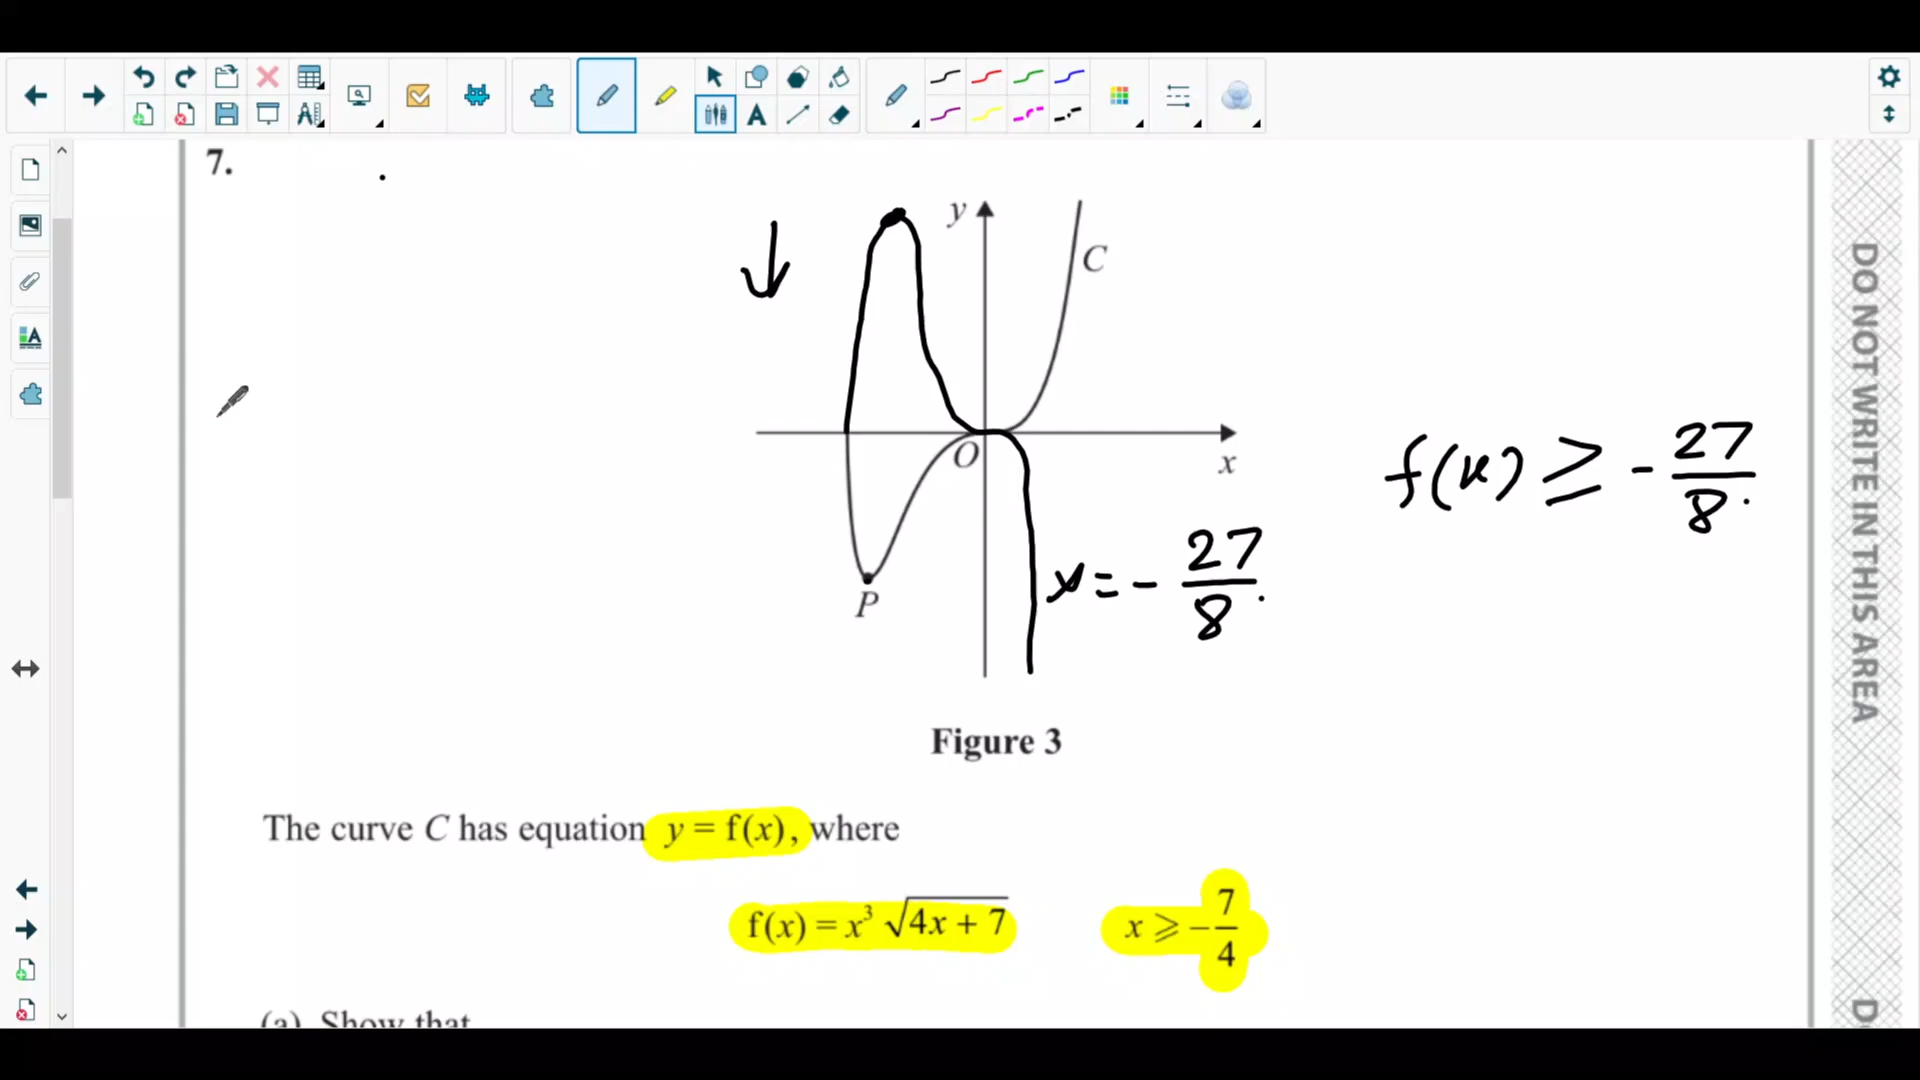 7.
y
C
O
x
f(x) ≥ - 27/8
x = - 27/8
P
Figure 3
The curve C has equation y = f(x), where
f(x) = x³ √(4x + 7) x ⩾ - 7/4
(a) Show that
DO NOT WRITE IN THIS AREA
D